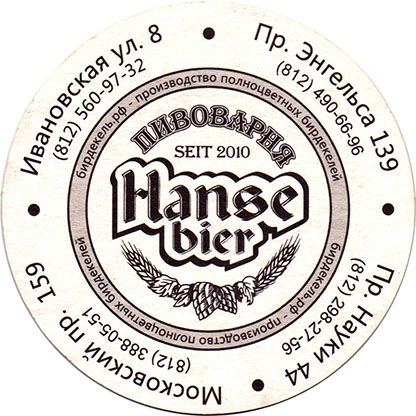 Ивановская ул. 8
(812) 560-97-32
Пр. Энгельса 139
(812) 490-66-96
Пр. Науки 44
(812) 298-27-56
Московский пр. 159
(812) 388-05-51
бирдекель.рф - производство полноцветных бирдекелей
бирдекель.рф - производство полноцветных бирдекелей
ПИВОВАРНЯ
SEIT 2010
Hanse
bier